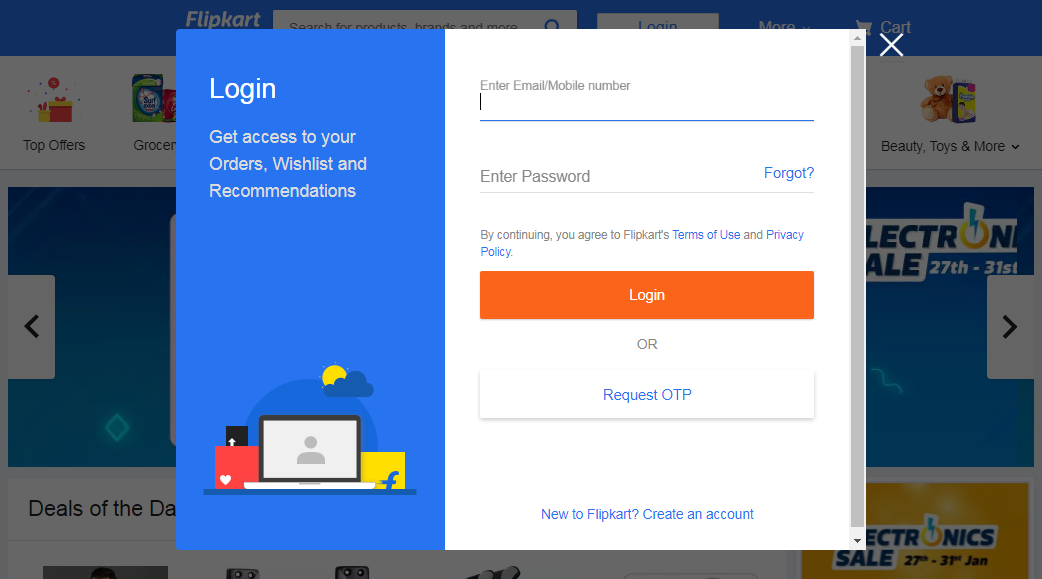 Flipkart
Search for products, brands and more
Login
More
Cart
Top Offers
Grocer
Beauty, Toys & More
Login
Get access to your
Orders, Wishlist and
Recommendations
Enter Email/Mobile number
Enter Password
Forgot?
By continuing, you agree to Flipkart's Terms of Use and Privacy
Policy.
Login
OR
Request OTP
New to Flipkart? Create an account
LECTRONI
SALE 27th - 31st
Deals of the Da
ECTRONICS
SALE 27th - 31st Jan